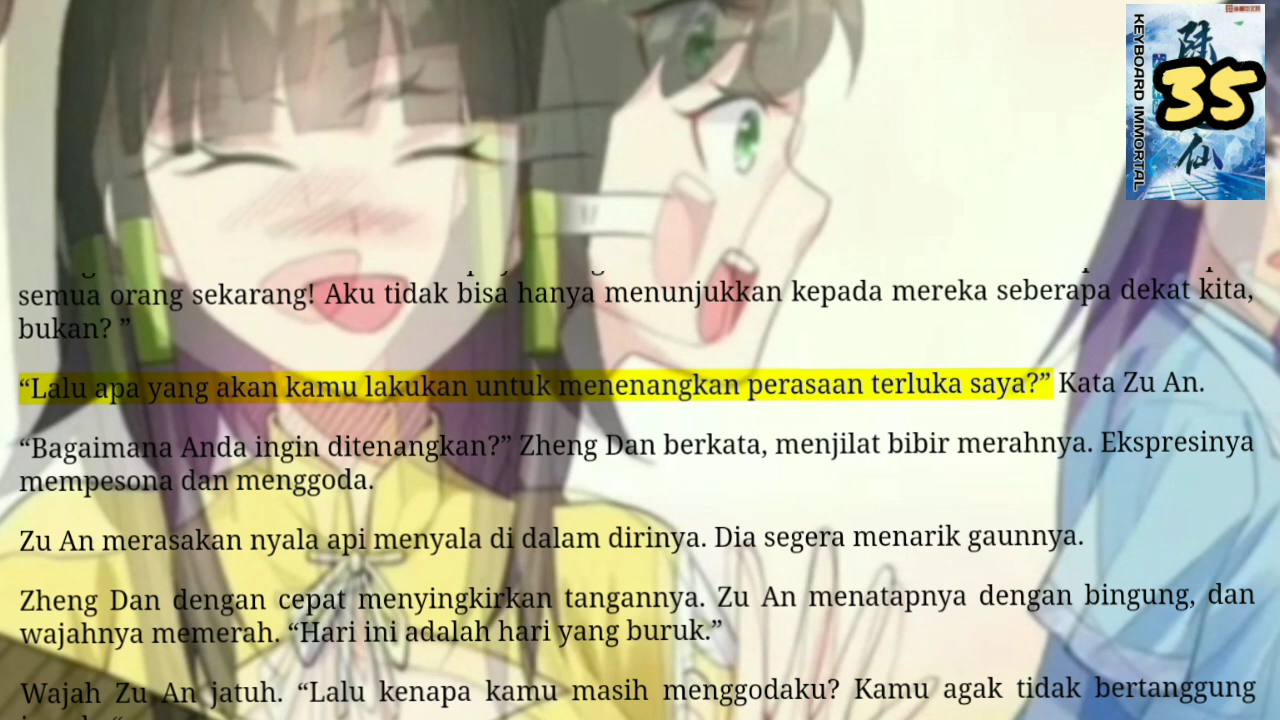 KEYBOARD IMMORTAL
35
仙
semua orang sekarang! Aku tidak bisa hanya menunjukkan kepada mereka seberapa dekat kita,
bukan? ”
“Lalu apa yang akan kamu lakukan untuk menenangkan perasaan terluka saya?” Kata Zu An.
“Bagaimana Anda ingin ditenangkan?” Zheng Dan berkata, menjilat bibir merahnya. Ekspresinya
mempesona dan menggoda.
Zu An merasakan nyala api menyala di dalam dirinya. Dia segera menarik gaunnya.
Zheng Dan dengan cepat menyingkirkan tangannya. Zu An menatapnya dengan bingung, dan
wajahnya memerah. “Hari ini adalah hari yang buruk.”
Wajah Zu An jatuh. “Lalu kenapa kamu masih menggodaku? Kamu agak tidak bertanggung